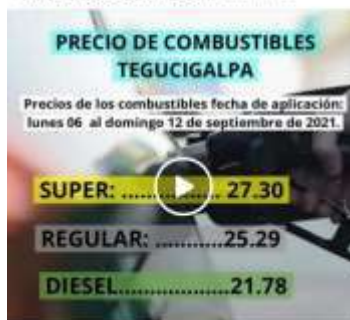 PRECIO DE COMBUSTIBLES
TEGUCIGALPA
Precios de los combustibles fecha de aplicación:
lunes 06 al domingo 12 de septiembre de 2021.
SUPER: ................ 27.30
REGULAR: ...........25.29
DIESEL...................21.78